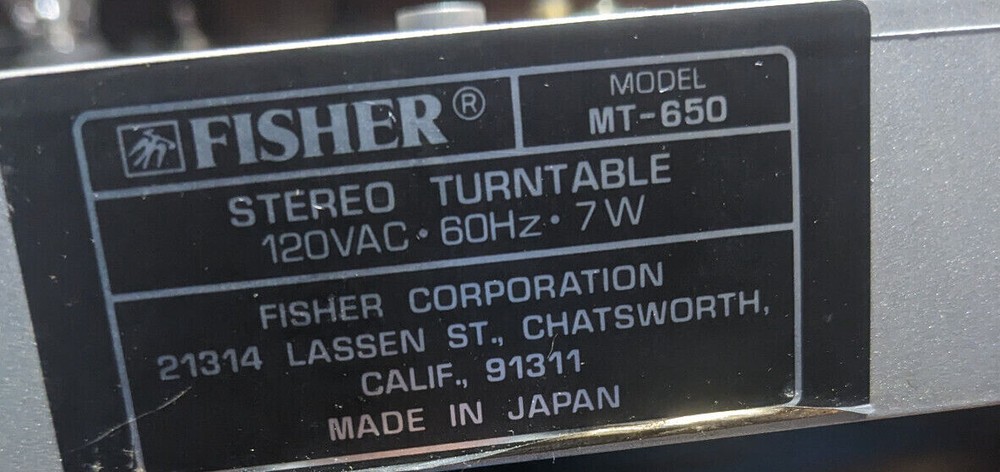 FISHER®
MODEL
MT-650
STEREO TURNTABLE
120VAC • 60Hz • 7W
FISHER CORPORATION
21314 LASSEN ST., CHATSWORTH,
CALIF., 91311
MADE IN JAPAN